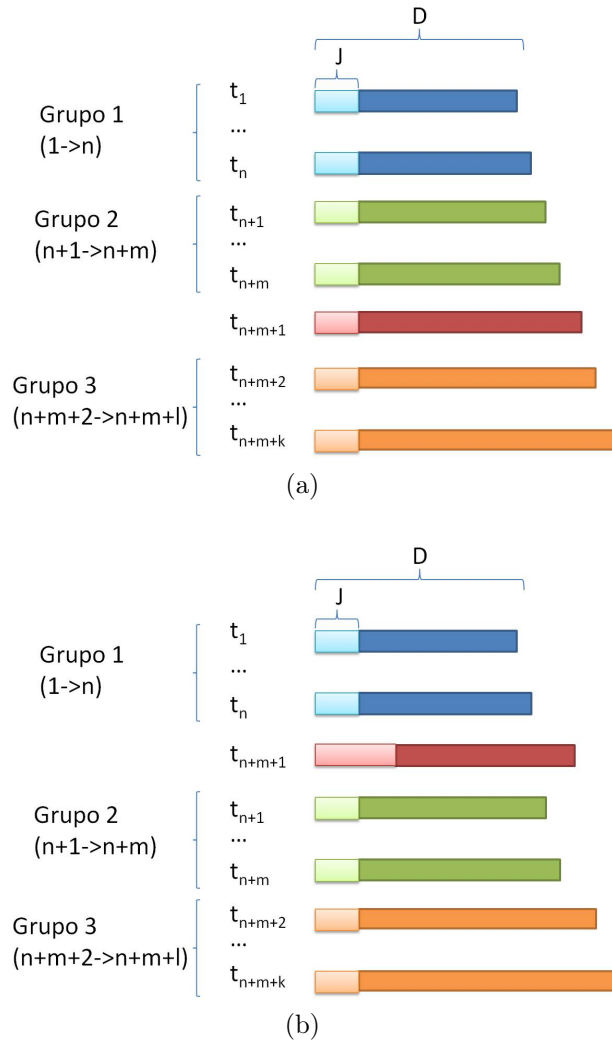 D
J
t1
Grupo 1
(1->n)
...
tn
tn+1
Grupo 2
(n+1->n+m)
...
tn+m
tn+m+1
tn+m+2
Grupo 3
(n+m+2->n+m+l)
...
tn+m+k
(a)
D
J
t1
Grupo 1
(1->n)
...
tn
tn+m+1
tn+1
Grupo 2
(n+1->n+m)
...
tn+m
tn+m+2
Grupo 3
(n+m+2->n+m+l)
...
tn+m+k
(b)